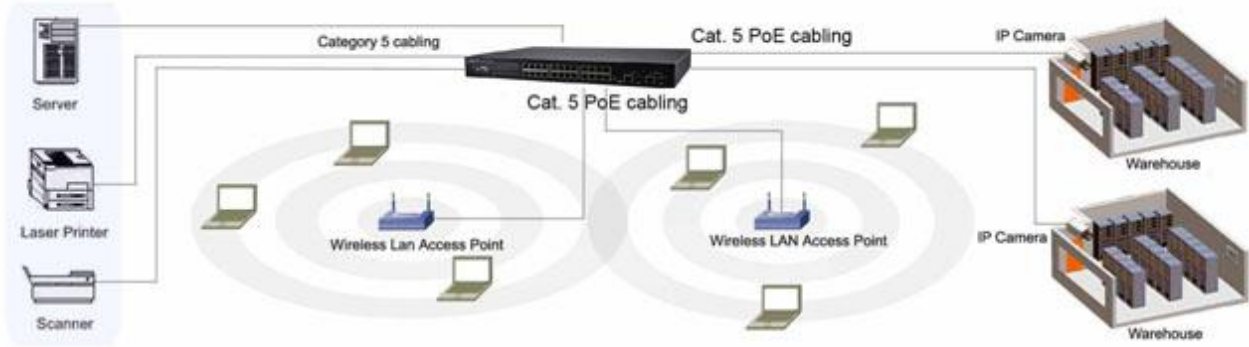 Server
Category 5 cabling
Cat. 5 PoE cabling
IP Camera
Cat. 5 PoE cabling
Laser Printer
Wireless Lan Access Point
Wireless LAN Access Point
Warehouse
IP Camera
Scanner
Warehouse